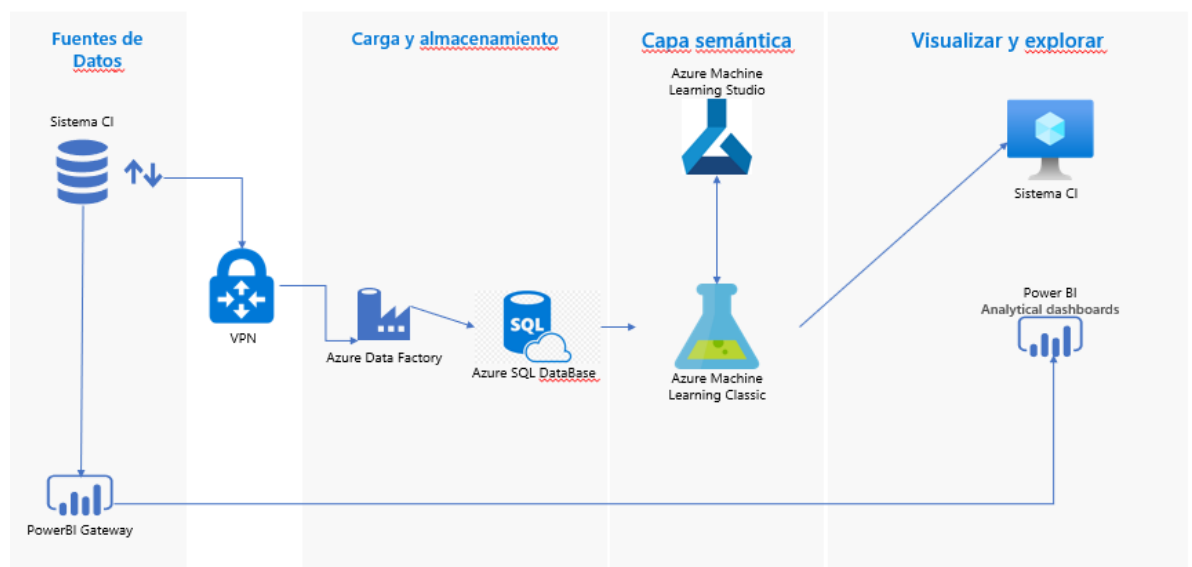 Fuentes de
Datos
Carga y almacenamiento
Capa semántica
Visualizar y explorar
Sistema CI
VPN
Azure Data Factory
SQL
Azure SQL DataBase
Azure Machine
Learning Studio
Azure Machine
Learning Classic
Sistema CI
Power BI
Analytical dashboards
PowerBI Gateway